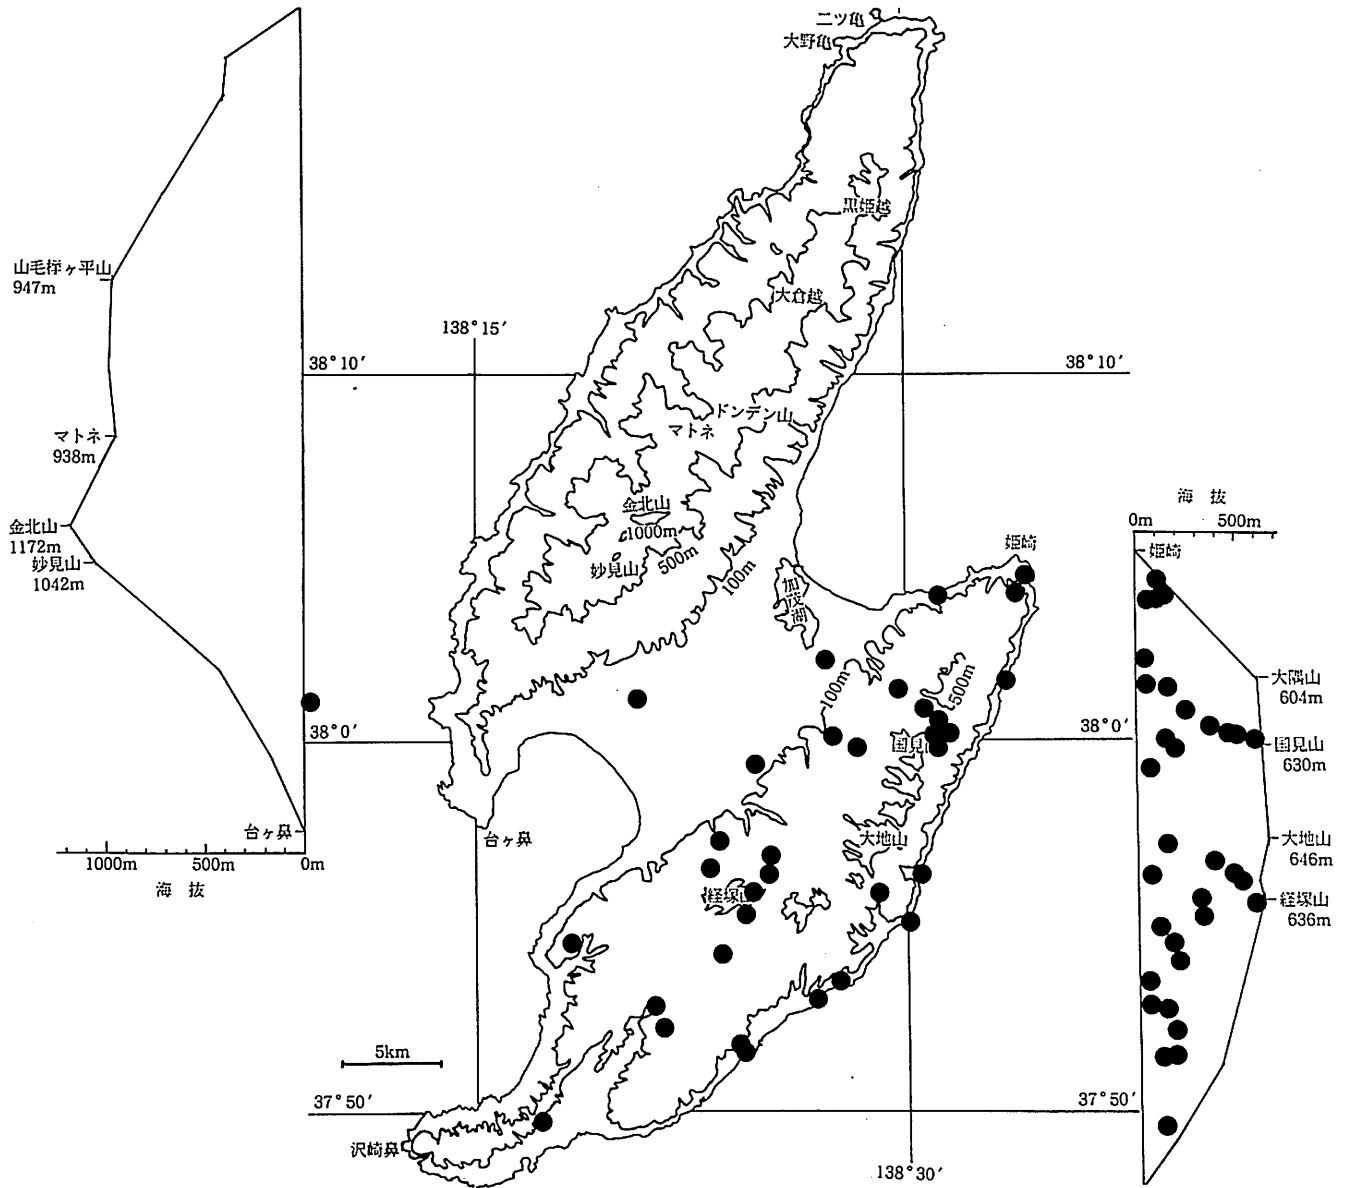 二ツ亀
大野亀
黒姫越
山毛欅ヶ平山
947m
大倉越
138°15′
38°10′
38°10′
ドンデン山
マトネ
マトネ
938m
海抜
金北山
1000m
0m
500m
金北山
1172m
妙見山
1042m
妙見山
500m
100m
姫崎
姫崎
加茂湖
100m
500m
大隅山
604m
38°0′
38°0′
国見山
国見山
630m
台ヶ鼻
台ヶ鼻
大地山
大地山
646m
1000m
500m
0m
海抜
経塚山
経塚山
636m
5km
37°50′
37°50′
沢崎鼻
138°30′